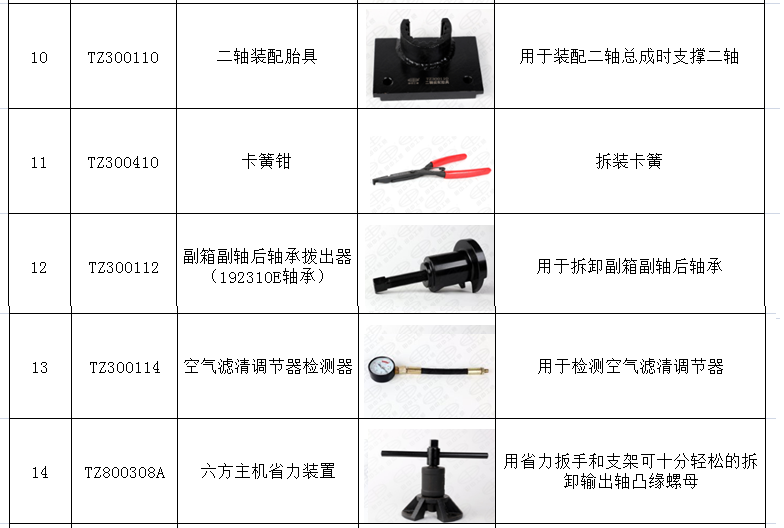 10 TZ300110 二轴装配胎具 用于装配二轴总成时支撑二轴
11 TZ300410 卡簧钳 拆装卡簧
12 TZ300112 副箱副轴后轴承拨出器 用于拆卸副箱副轴后轴承
（192310E轴承）
13 TZ300114 空气滤清调节器检测器 用于检测空气滤清调节器
14 TZ800308A 六方主机省力装置 用省力扳手和支架可十分轻松的拆
卸输出轴凸缘螺母